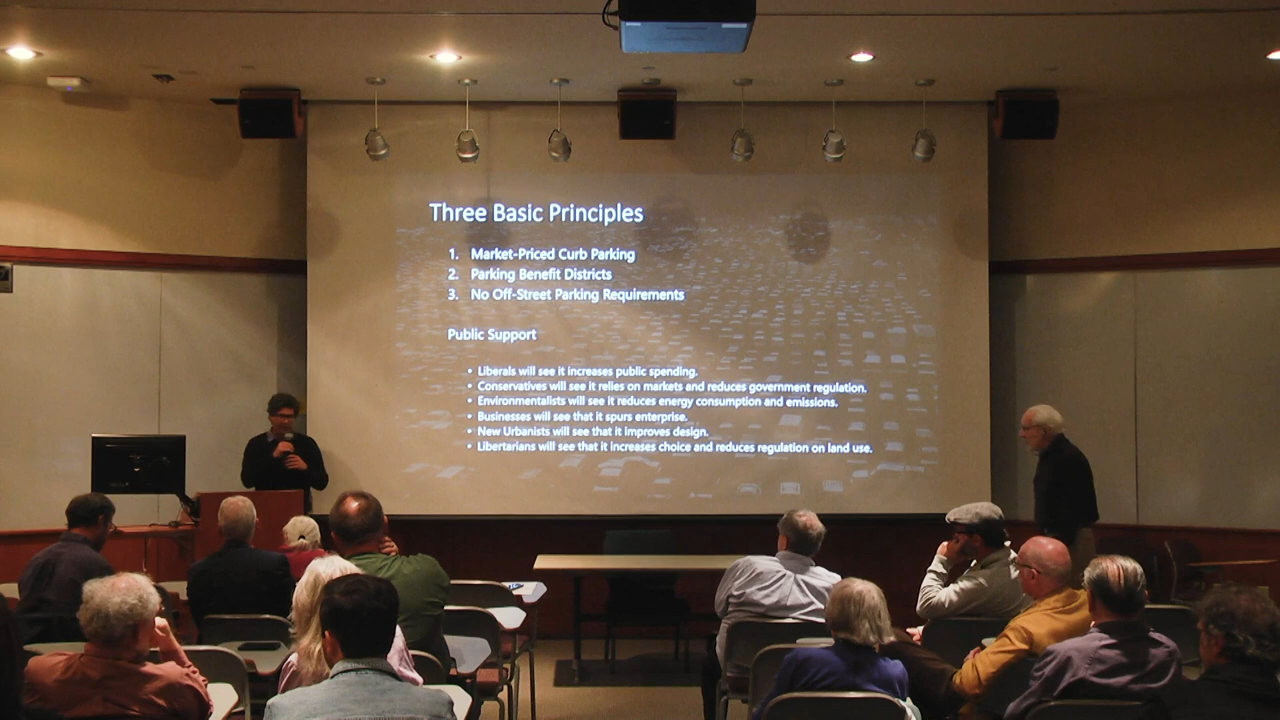 Three Basic Principles
1. Market-Priced Curb Parking
2. Parking Benefit Districts
3. No Off-Street Parking Requirements
Public Support
• Liberals will see it increases public spending.
• Conservatives will see it relies on markets and reduces government regulation.
• Environmentalists will see it reduces energy consumption and emissions.
• Businesses will see that it spurs enterprise.
• New Urbanists will see that it improves design.
• Libertarians will see that it increases choice and reduces regulation on land use.